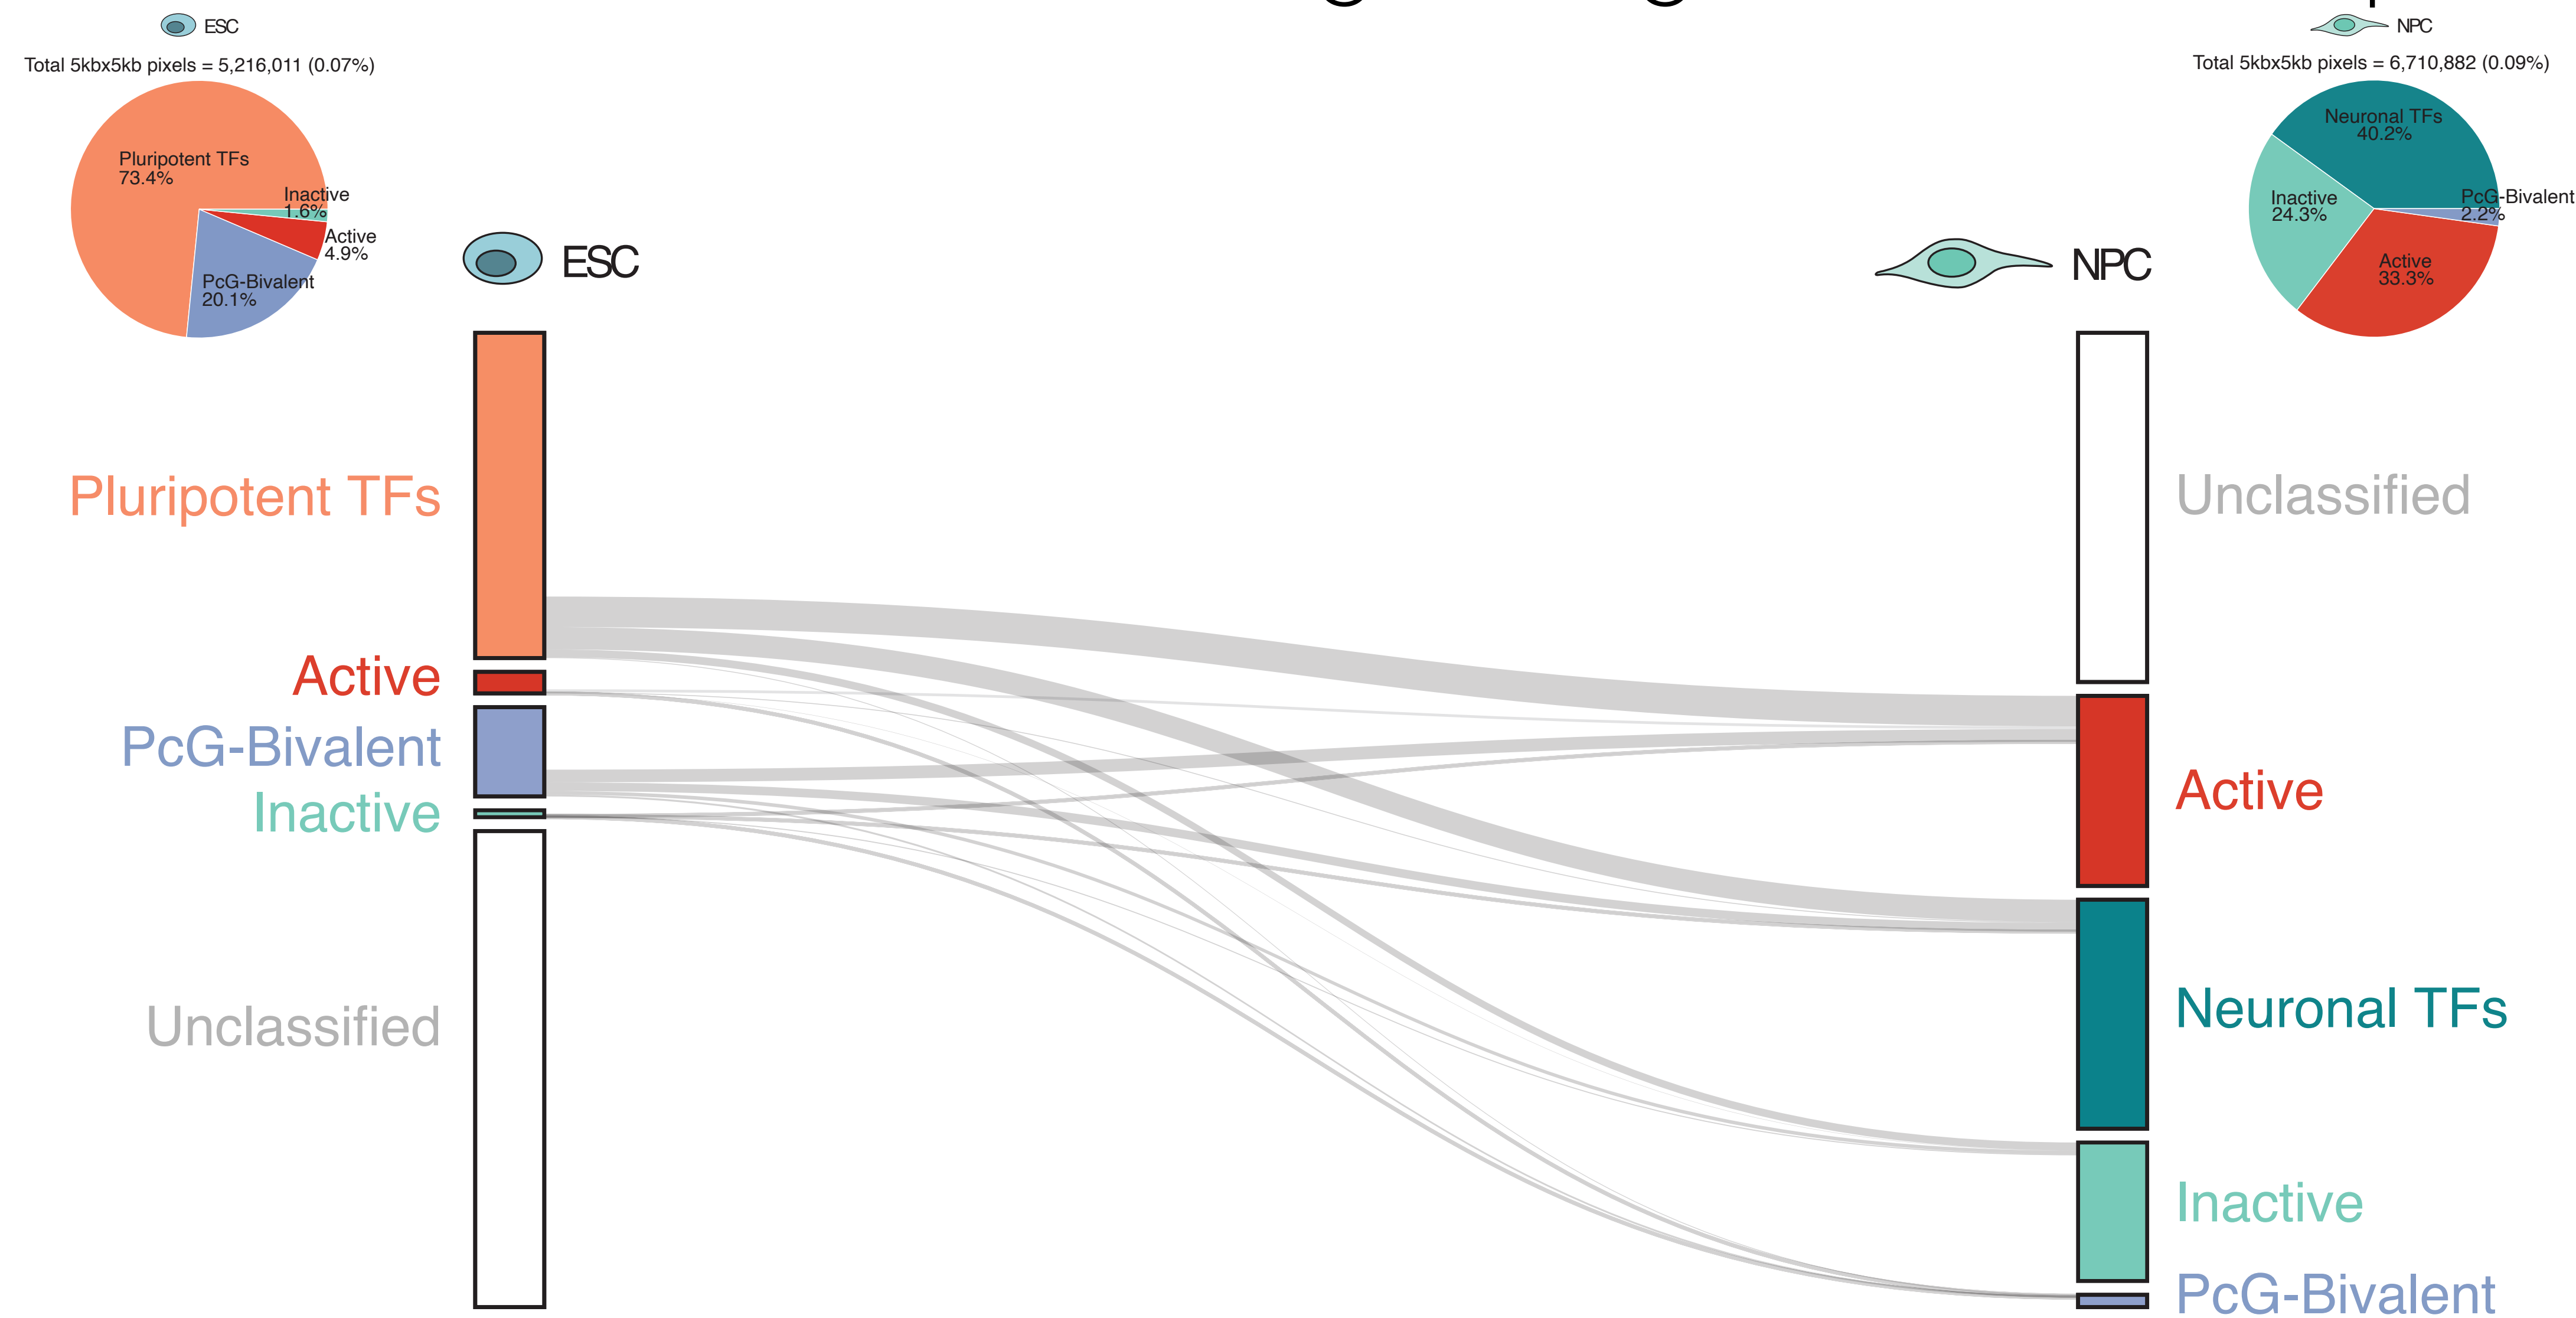 ESC
Total 5kbx5kb pixels = 5,216,011 (0.07%)
Pluripotent TFs
73.4%
Inactive
1.6%
Active
4.9%
PcG-Bivalent
20.1%
NPC
Total 5kbx5kb pixels = 6,710,882 (0.09%)
Neuronal TFs
40.2%
PcG-Bivalent
2.2%
Inactive
24.3%
Active
33.3%
ESC
NPC
Pluripotent TFs
Active
PcG-Bivalent
Inactive
Unclassified
Unclassified
Active
Neuronal TFs
Inactive
PcG-Bivalent